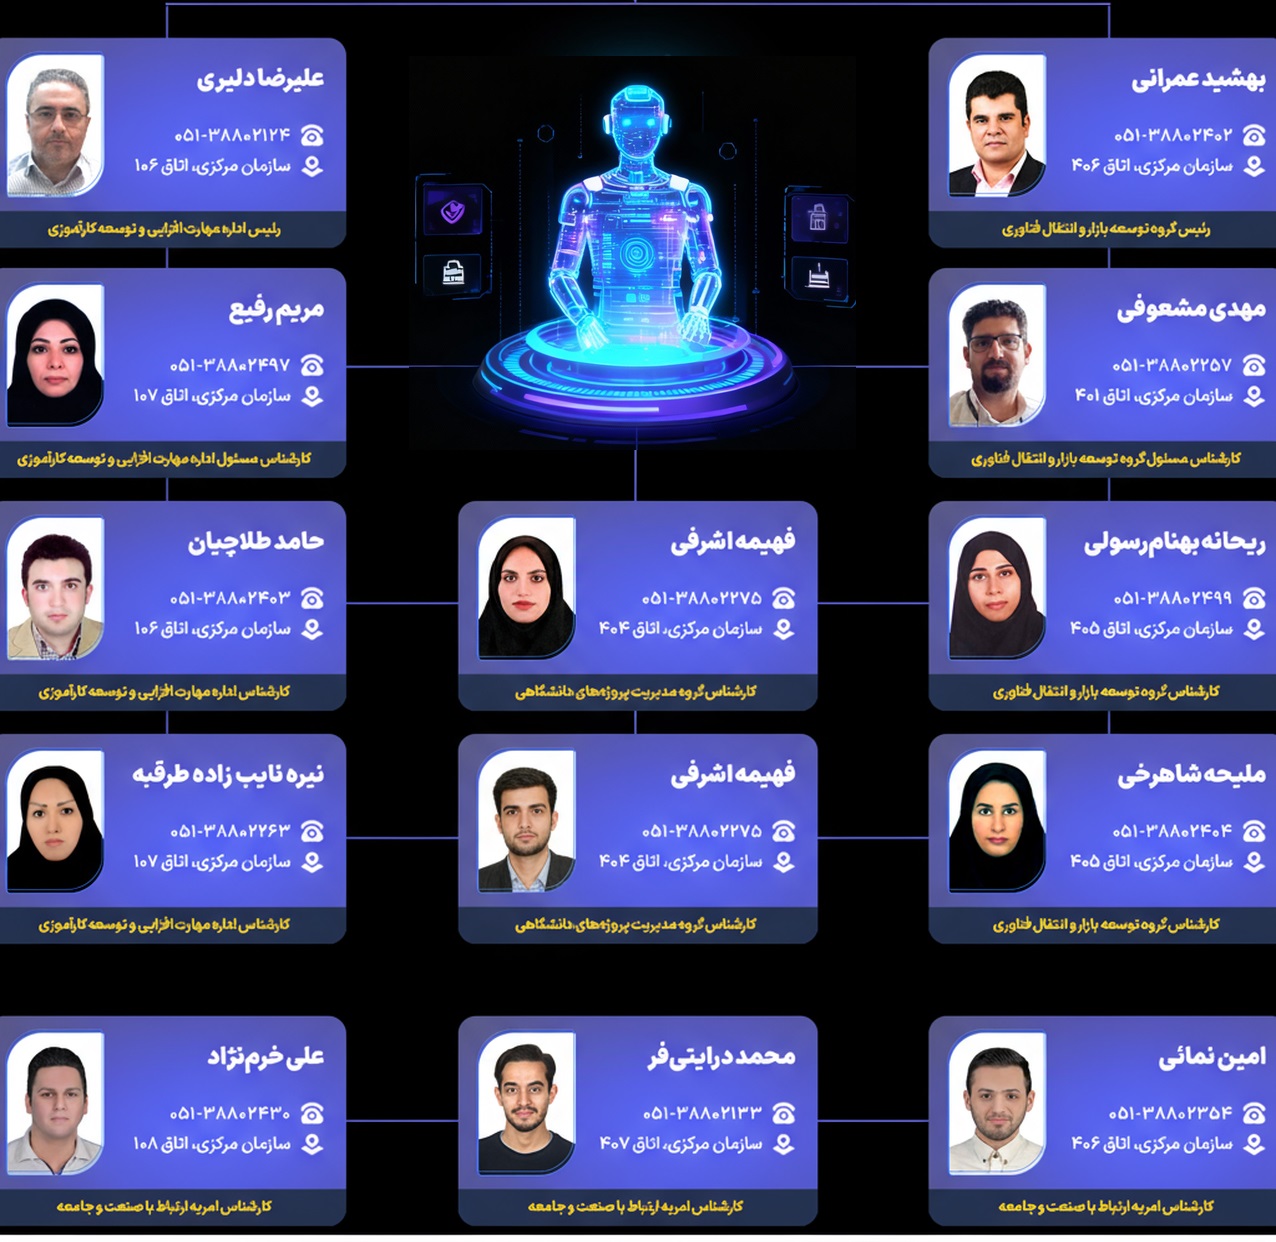 بهشید عمرانی
۰۵۱-۳۸۸۰۲۴۰۲
سازمان مرکزی، اتاق ۴۰۶
رئیس گروه توسعه بازار و انتقال فناوری
علیرضا دلیری
۰۵۱-۳۸۸۰۲۱۲۴
سازمان مرکزی، اتاق ۱۰۶
رئیس اداره مهارت افزایی و توسعه کارآموزی
مهدی مشعوفی
۰۵۱-۳۸۸۰۲۲۵۷
سازمان مرکزی، اتاق ۴۰۱
کارشناس مسئول گروه توسعه بازار و انتقال فناوری
مریم رفیع
۰۵۱-۳۸۸۰۲۴۹۷
سازمان مرکزی، اتاق ۱۰۷
کارشناس مسئول اداره مهارت افزایی و توسعه کارآموزی
ریحانه بهنام‌رسولی
۰۵۱-۳۸۸۰۲۴۹۹
سازمان مرکزی، اتاق ۴۰۵
کارشناس گروه توسعه بازار و انتقال فناوری
فهیمه اشرفی
۰۵۱-۳۸۸۰۲۲۷۵
سازمان مرکزی، اتاق ۴۰۴
کارشناس گروه مدیریت پروژه‌های دانشگاهی
حامد طلاچیان
۰۵۱-۳۸۸۰۲۴۰۳
سازمان مرکزی، اتاق ۱۰۶
کارشناس اداره مهارت افزایی و توسعه کارآموزی
ملیحه شاهرخی
۰۵۱-۳۸۸۰۲۴۰۴
سازمان مرکزی، اتاق ۴۰۵
کارشناس گروه توسعه بازار و انتقال فناوری
فهیمه اشرفی
۰۵۱-۳۸۸۰۲۲۷۵
سازمان مرکزی، اتاق ۴۰۴
کارشناس گروه مدیریت پروژه‌های دانشگاهی
نیره نایب زاده طرقبه
۰۵۱-۳۸۸۰۲۲۶۳
سازمان مرکزی، اتاق ۱۰۷
کارشناس اداره مهارت افزایی و توسعه کارآموزی
امین نمائی
۰۵۱-۳۸۸۰۲۳۵۴
سازمان مرکزی، اتاق ۴۰۶
کارشناس امریه ارتباط با صنعت و جامعه
محمد درایتی‌فر
۰۵۱-۳۸۸۰۲۱۳۳
سازمان مرکزی، اتاق ۴۰۷
کارشناس امریه ارتباط با صنعت و جامعه
علی خرم‌نژاد
۰۵۱-۳۸۸۰۲۴۳۰
سازمان مرکزی، اتاق ۱۰۸
کارشناس امریه ارتباط با صنعت و جامعه